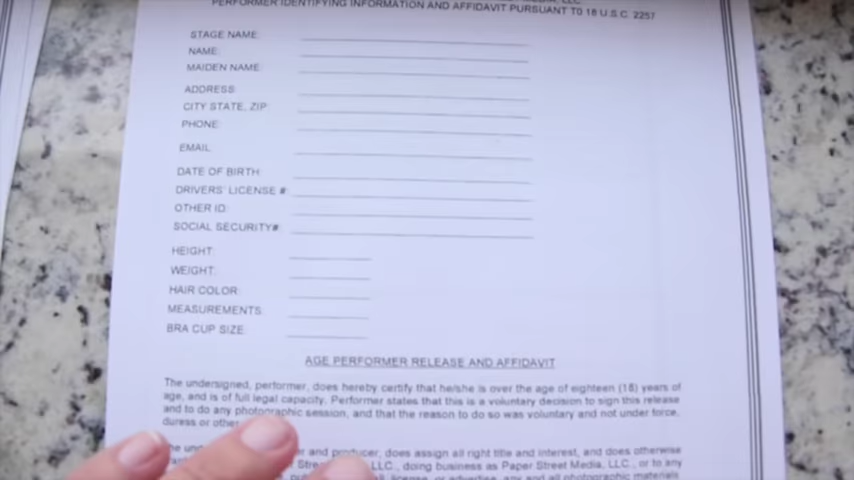 PERFORMER IDENTIFYING INFORMATION AND AFFIDAVIT PURSUANT TO 18 U.S.C. 2257
STAGE NAME:
NAME:
MAIDEN NAME:
ADDRESS:
CITY STATE, ZIP:
PHONE:
EMAIL:
DATE OF BIRTH:
DRIVERS' LICENSE #:
OTHER ID:
SOCIAL SECURITY#:
HEIGHT:
WEIGHT:
HAIR COLOR:
MEASUREMENTS:
BRA CUP SIZE:
AGE PERFORMER RELEASE AND AFFIDAVIT
The undersigned, performer, does hereby certify that he/she is over the age of eighteen (18) years of
age, and is of full legal capacity. Performer states that this is a voluntary decision to sign this release
and to do any photographic session, and that the reason to do so was voluntary and not under force,
duress or
The and producer, does assign all right title and interest, and does otherwise
LLC., doing business as Paper Street Media, LLC., or to any
license, or advertise, any and all photographic materials